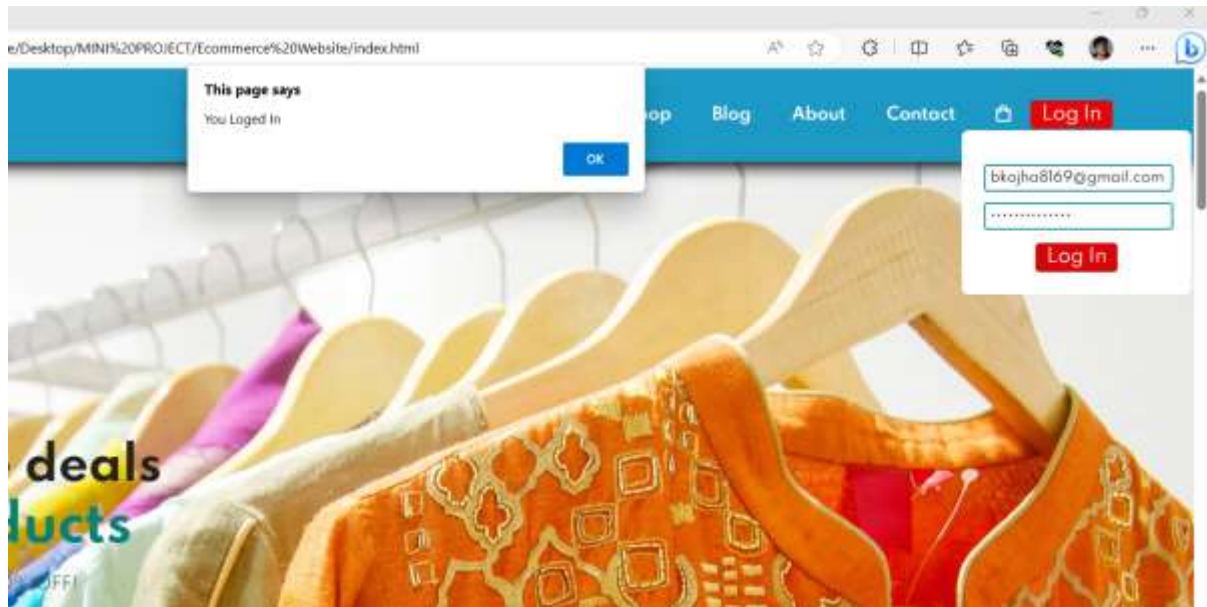 e/Desktop/MINI%20PROJECT/Ecommerce%20Website/index.html
This page says
You Loged In
OK
op Blog About Contact Log In
bkojha8169@gmail.com
Log In
deals
ducts
OFF!